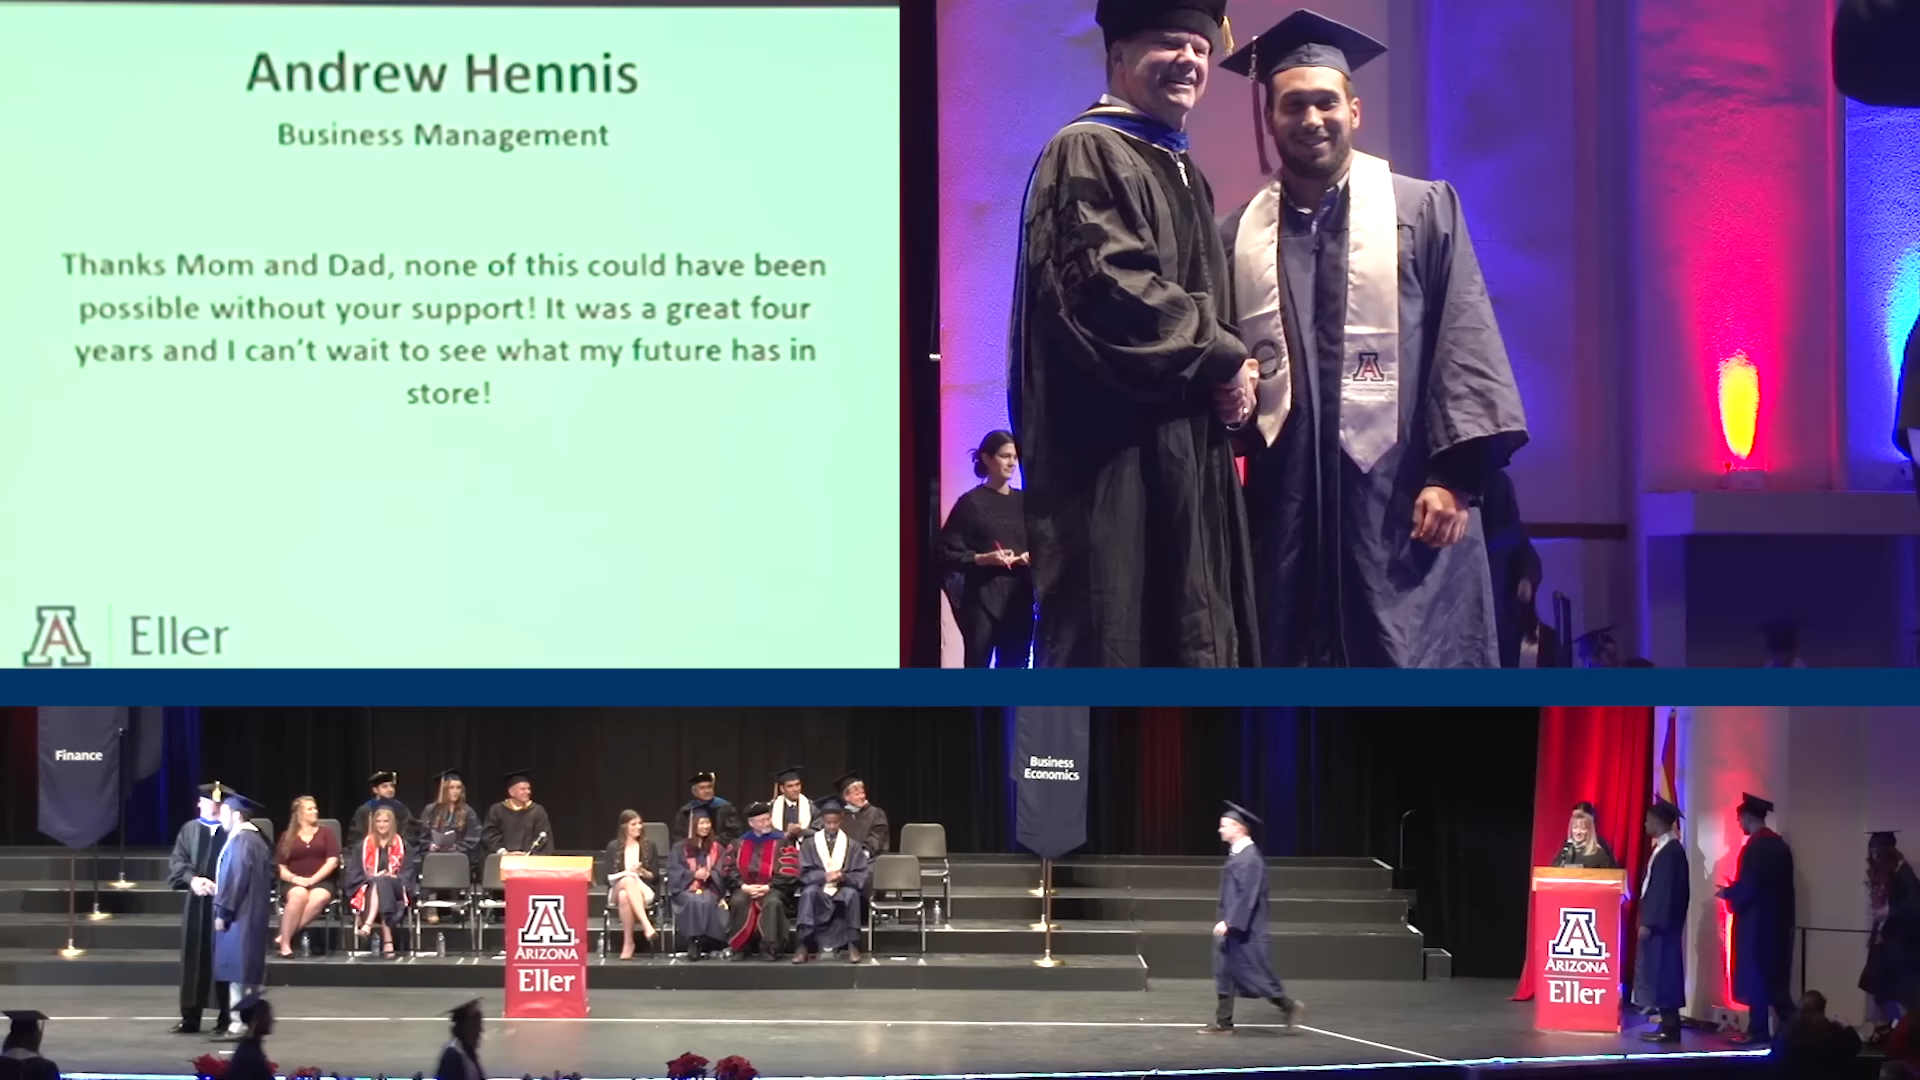 Andrew Hennis
Business Management
Thanks Mom and Dad, none of this could have been
possible without your support! It was a great four
years and I can't wait to see what my future has in
store!
A Eller
A
Finance
Business
Economics
A
ARIZONA
Eller
A
ARIZONA
Eller